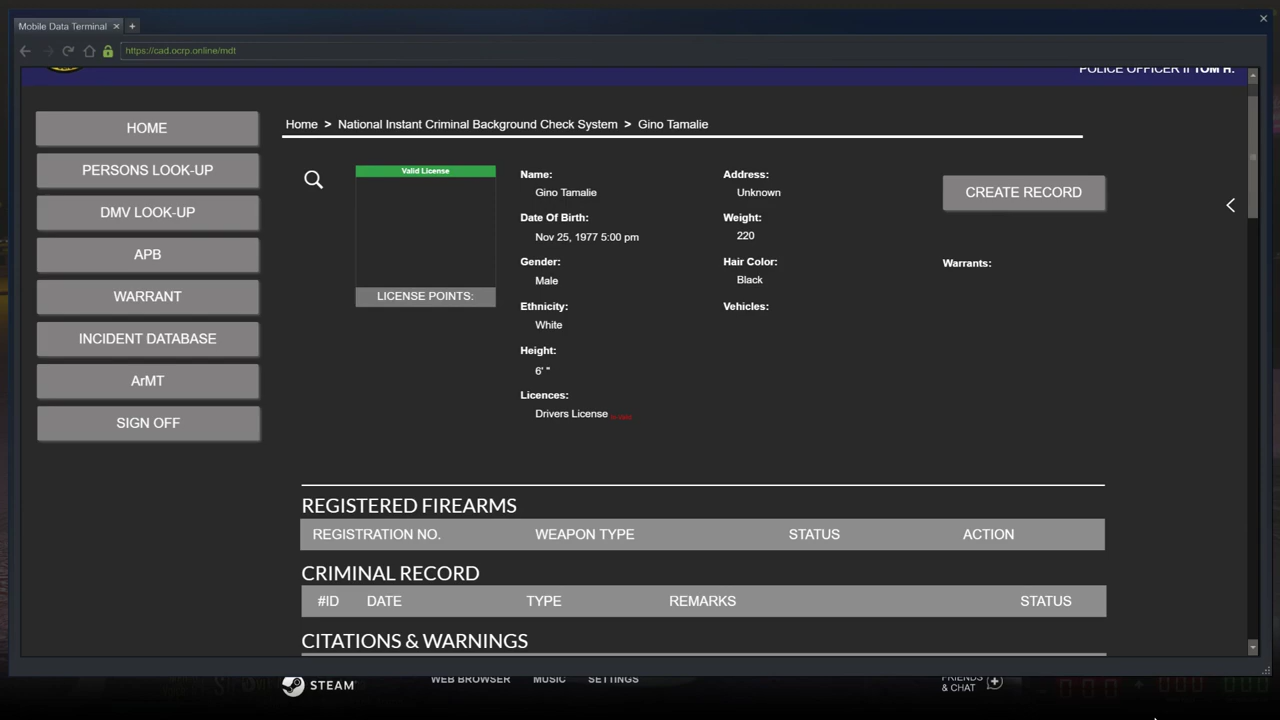 Mobile Data Terminal
https://cad.ocrp.online/mdt
POLICE OFFICER II TOM H.
HOME
PERSONS LOOK-UP
DMV LOOK-UP
APB
WARRANT
INCIDENT DATABASE
ArMT
SIGN OFF
Home > National Instant Criminal Background Check System > Gino Tamalie
Valid License
LICENSE POINTS:
Name:
Gino Tamalie
Date Of Birth:
Nov 25, 1977 5:00 pm
Gender:
Male
Ethnicity:
White
Height:
6' "
Licences:
Drivers License
Address:
Unknown
Weight:
220
Hair Color:
Black
Vehicles:
CREATE RECORD
Warrants:
REGISTERED FIREARMS
REGISTRATION NO. WEAPON TYPE STATUS ACTION
CRIMINAL RECORD
#ID DATE TYPE REMARKS STATUS
CITATIONS & WARNINGS
STEAM
WEB BROWSER MUSIC SETTINGS
FRIENDS
& CHAT
000 000 000